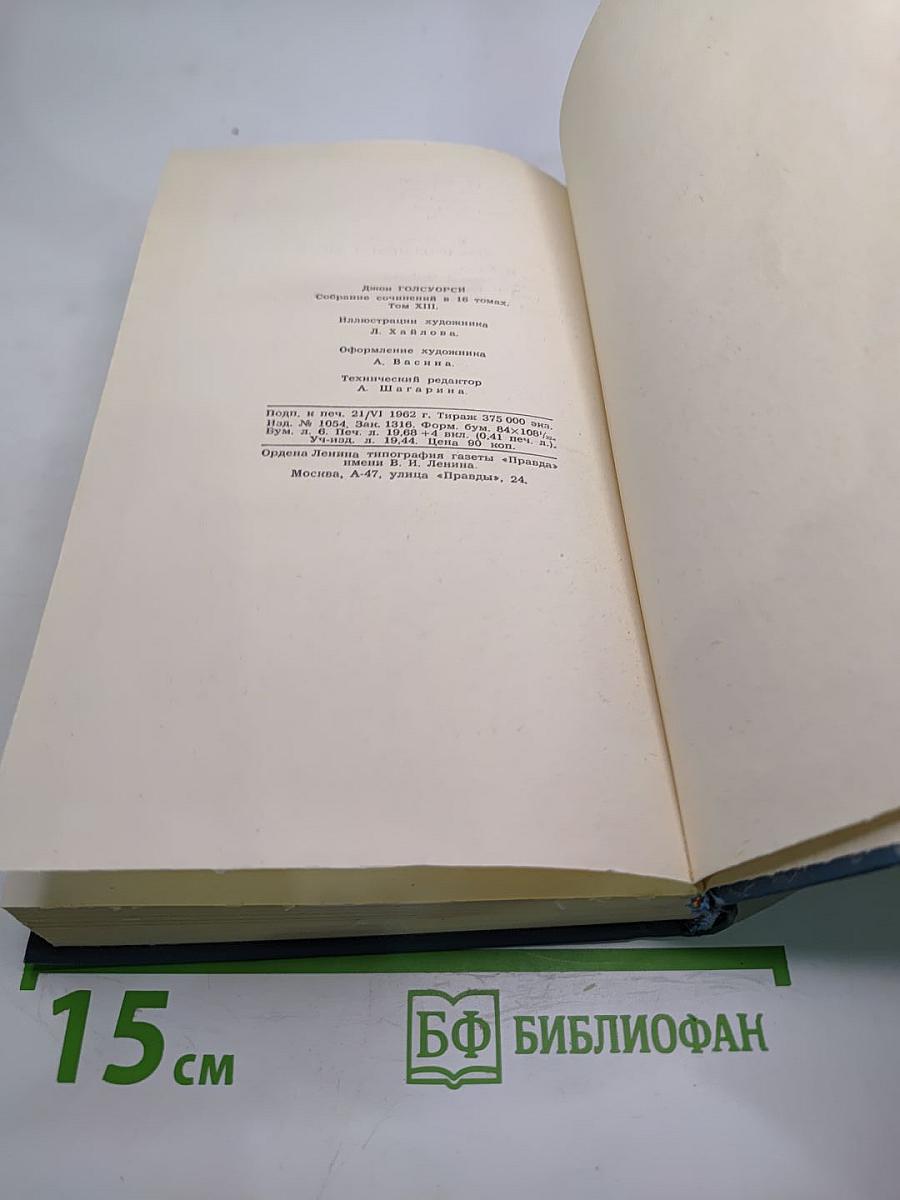 Джон ГОЛСУОРСИ
Собрание сочинений в 16 томах.
Том XIII.
Иллюстрации художника
Л. Хайлова.
Оформление художника
А. Васина.
Технический редактор
А. Шагарина.
Подп. к печ. 21/VI 1962 г. Тираж 375 000 экз.
Изд. № 1054. Зак. 1316. Форм. бум. 84×108¹/₃₂.
Бум. л. 6. Печ. л. 19,68+4 вкл. (0,41 печ. л.).
Уч-изд. л. 19,44. Цена 90 коп.
Ордена Ленина типография газеты «Правда»
имени В. И. Ленина.
Москва, А-47, улица «Правды», 24.
15 см
БФ БИБЛИОФАН